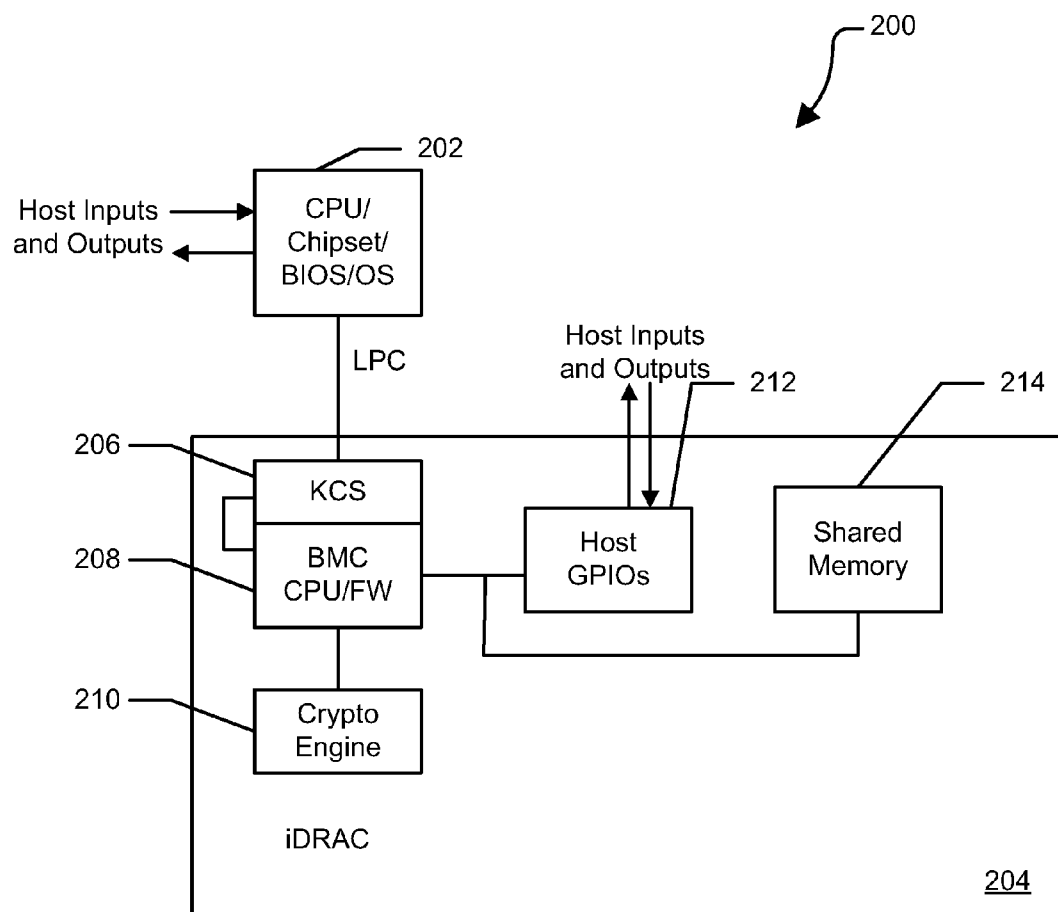 200
202
Host Inputs
and Outputs
CPU/
Chipset/
BIOS/OS
LPC
Host Inputs
and Outputs
212
214
206
KCS
208
BMC
CPU/FW
Host
GPIOs
Shared
Memory
210
Crypto
Engine
iDRAC
204